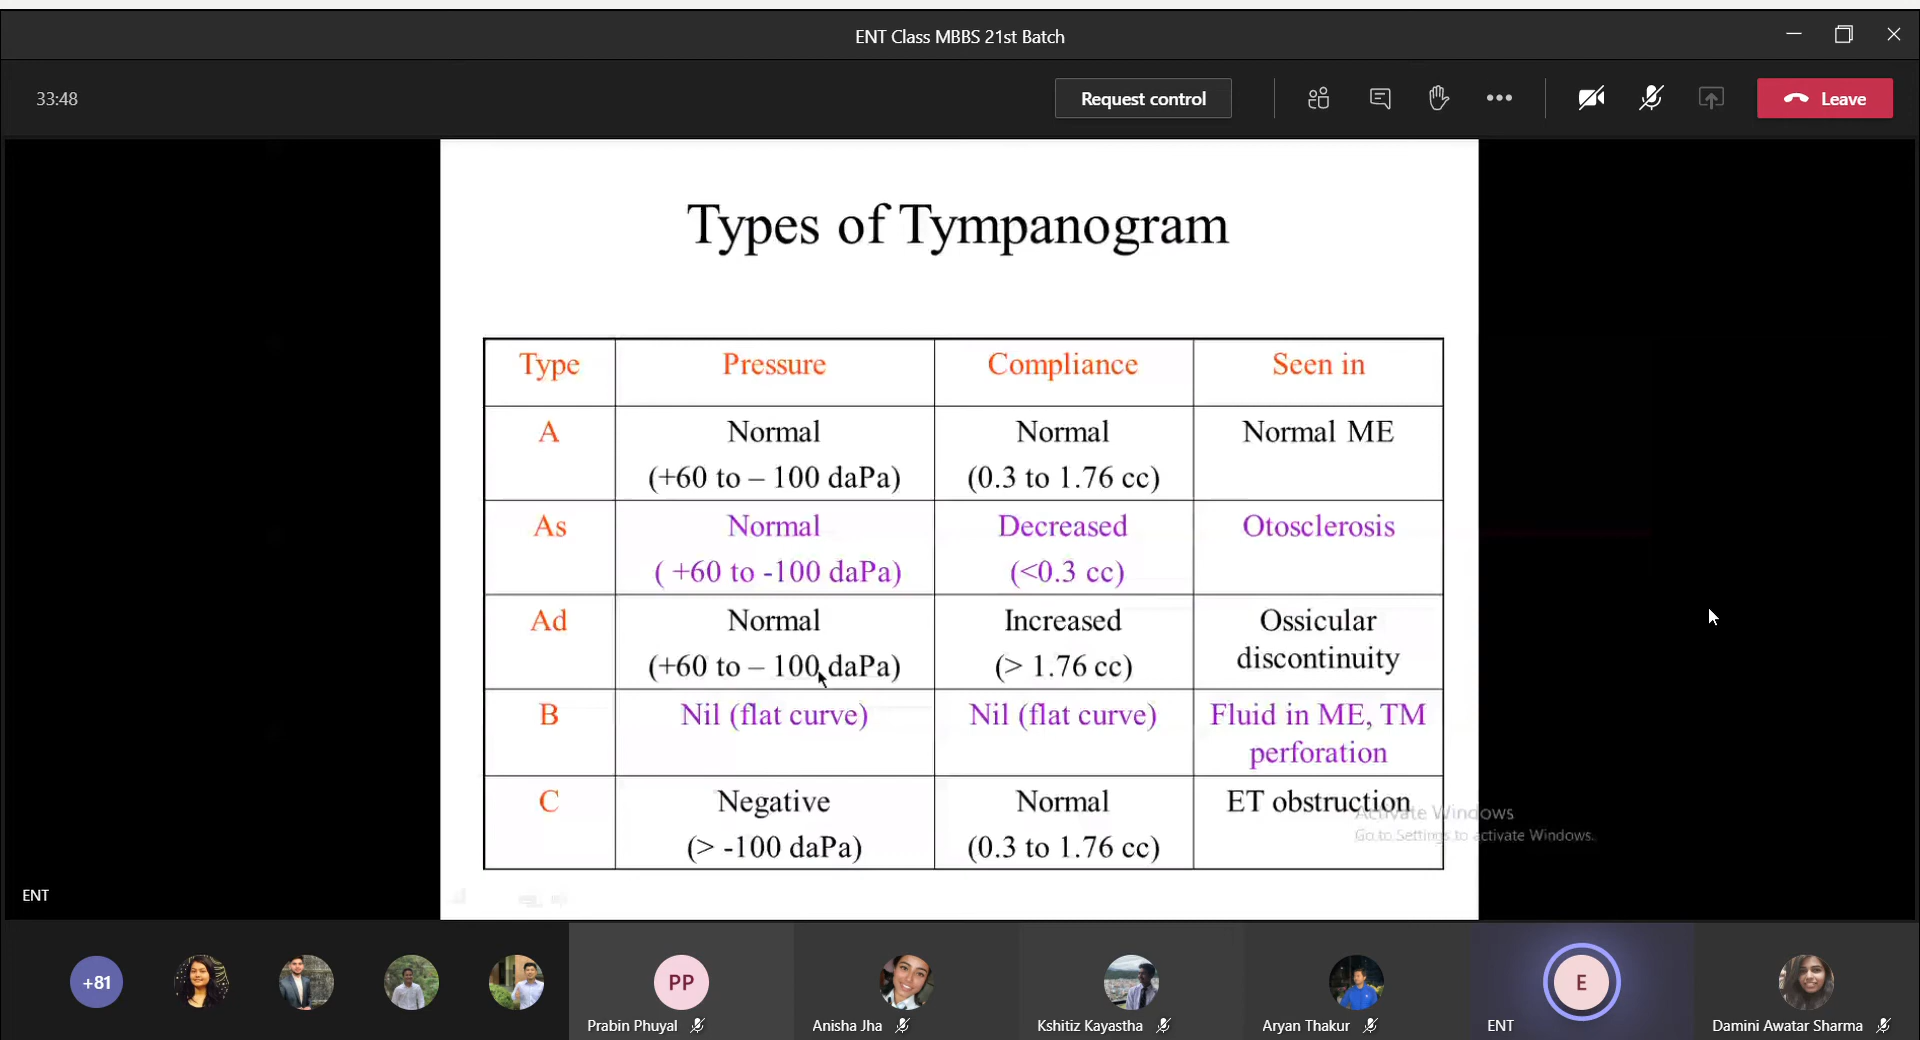 ENT Class MBBS 21st Batch
33:48
Request control
Leave
Types of Tympanogram
Type Pressure Compliance Seen in
A Normal Normal Normal ME
(+60 to – 100 daPa) (0.3 to 1.76 cc)
As Normal Decreased Otosclerosis
( +60 to -100 daPa) (<0.3 cc)
Ad Normal Increased Ossicular
(+60 to – 100 daPa) (> 1.76 cc) discontinuity
B Nil (flat curve) Nil (flat curve) Fluid in ME, TM
perforation
C Negative Normal ET obstruction
(> -100 daPa) (0.3 to 1.76 cc)
Activate Windows
Go to Settings to activate Windows.
ENT
+81
PP
E
Prabin Phuyal
Anisha Jha
Kshitiz Kayastha
Aryan Thakur
ENT
Damini Awatar Sharma